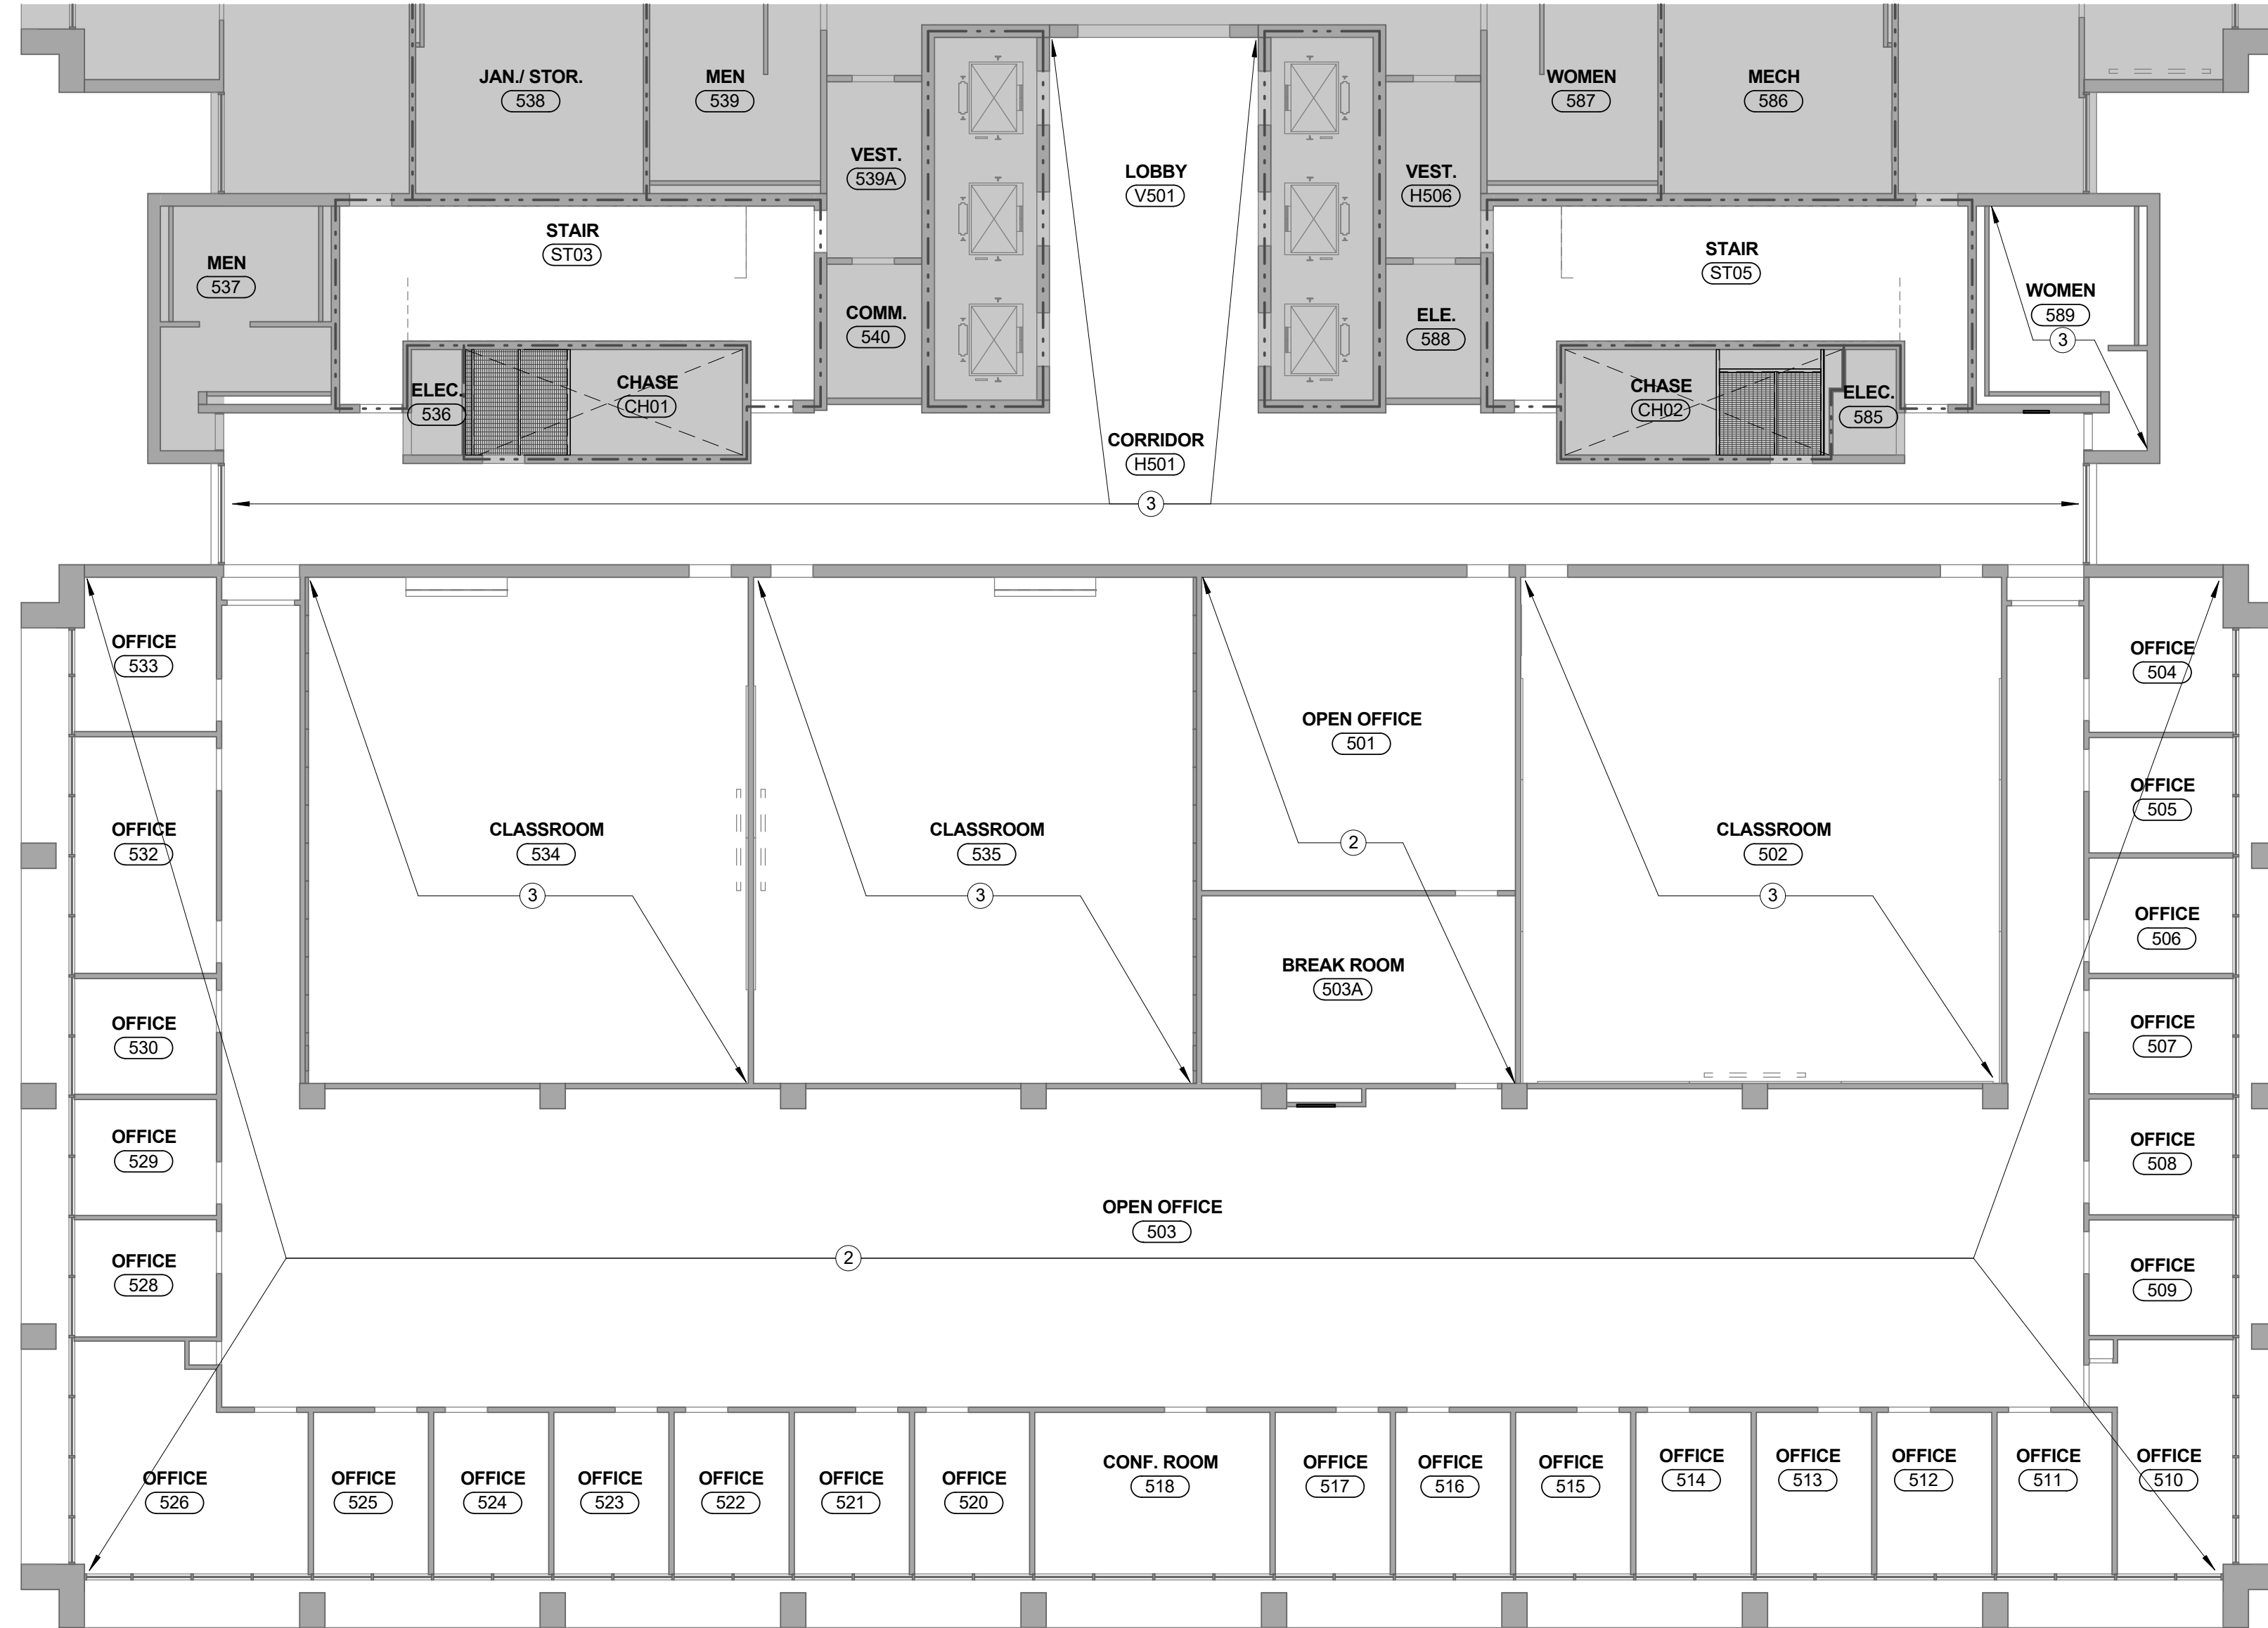 JAN./ STOR.
538
MEN
539
WOMEN
587
MECH
586
VEST.
539A
LOBBY
V501
VEST.
H506
STAIR
ST03
STAIR
ST05
MEN
537
WOMEN
589
3
COMM.
540
ELE.
588
ELEC.
536
CHASE
CH01
CHASE
CH02
ELEC.
585
CORRIDOR
H501
3
OFFICE
533
OFFICE
504
OPEN OFFICE
501
OFFICE
505
OFFICE
532
CLASSROOM
534
3
CLASSROOM
535
3
2
CLASSROOM
502
3
OFFICE
506
BREAK ROOM
503A
OFFICE
530
OFFICE
507
OFFICE
529
OFFICE
508
OPEN OFFICE
503
2
OFFICE
528
OFFICE
509
OFFICE
526
OFFICE
525
OFFICE
524
OFFICE
523
OFFICE
522
OFFICE
521
OFFICE
520
CONF. ROOM
518
OFFICE
517
OFFICE
516
OFFICE
515
OFFICE
514
OFFICE
513
OFFICE
512
OFFICE
511
OFFICE
510